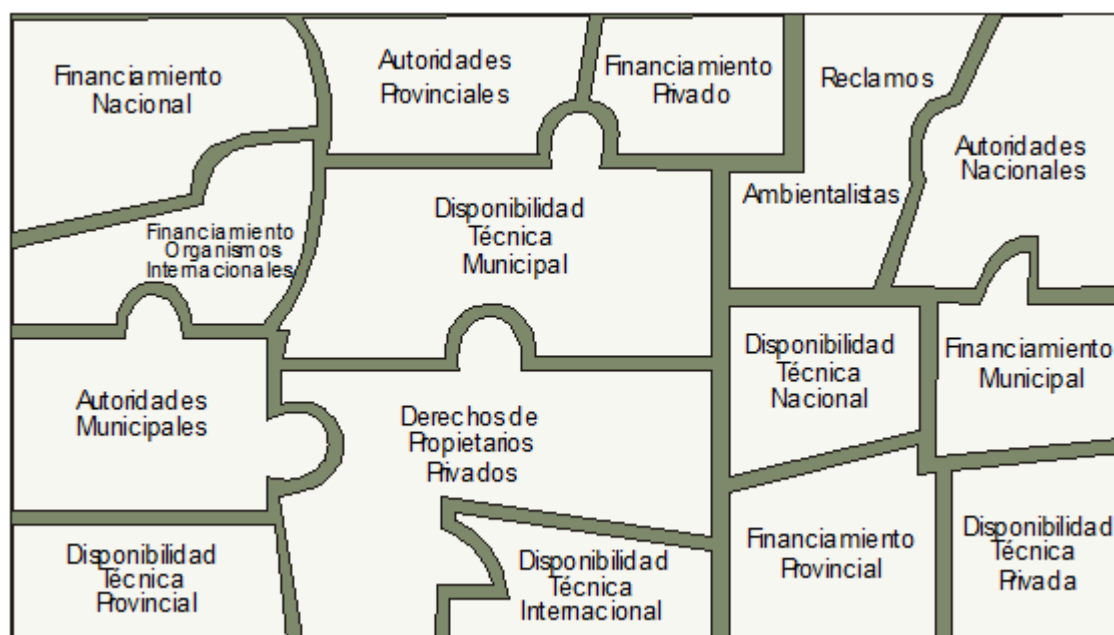 Financiamiento
Nacional
Autoridades
Provinciales
Financiamiento
Privado
Reclamos
Ambientalistas
Autoridades
Nacionales
Financiamiento
Organismos
Internacionales
Disponibilidad
Técnica
Municipal
Disponibilidad
Técnica
Nacional
Financiamiento
Municipal
Autoridades
Municipales
Derechos de
Propietarios
Privados
Disponibilidad
Técnica
Provincial
Disponibilidad
Técnica
Internacional
Financiamiento
Provincial
Disponibilidad
Técnica
Privada